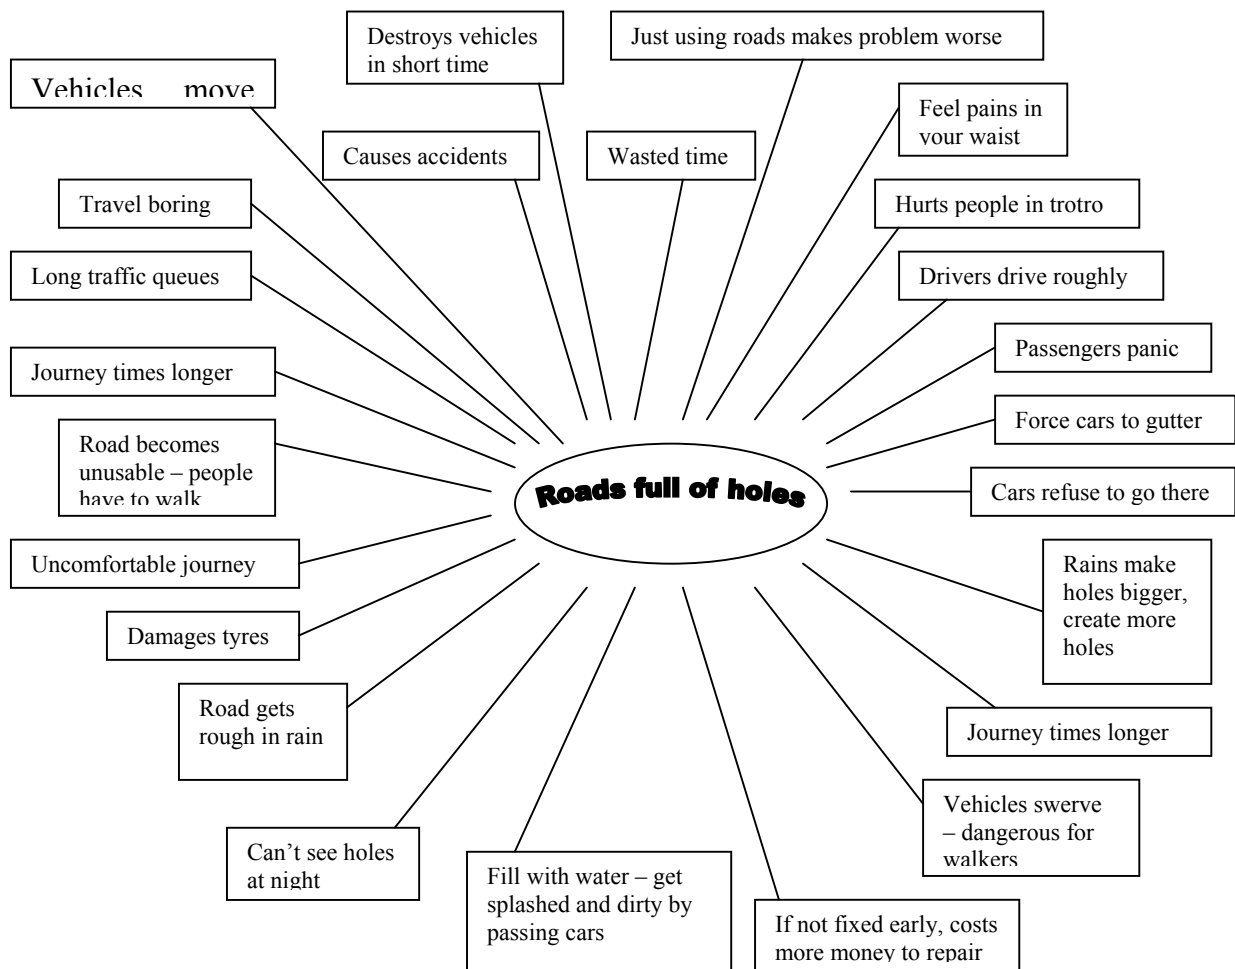 Destroys vehicles
in short time
Just using roads makes problem worse
Vehicles move
Feel pains in
your waist
Causes accidents
Wasted time
Travel boring
Hurts people in trotro
Long traffic queues
Drivers drive roughly
Journey times longer
Passengers panic
Road becomes
unusable – people
have to walk
Force cars to gutter
Roads full of holes
Cars refuse to go there
Uncomfortable journey
Rains make
holes bigger,
create more
holes
Damages tyres
Road gets
rough in rain
Journey times longer
Vehicles swerve
– dangerous for
walkers
Can’t see holes
at night
Fill with water – get
splashed and dirty by
passing cars
If not fixed early, costs
more money to repair